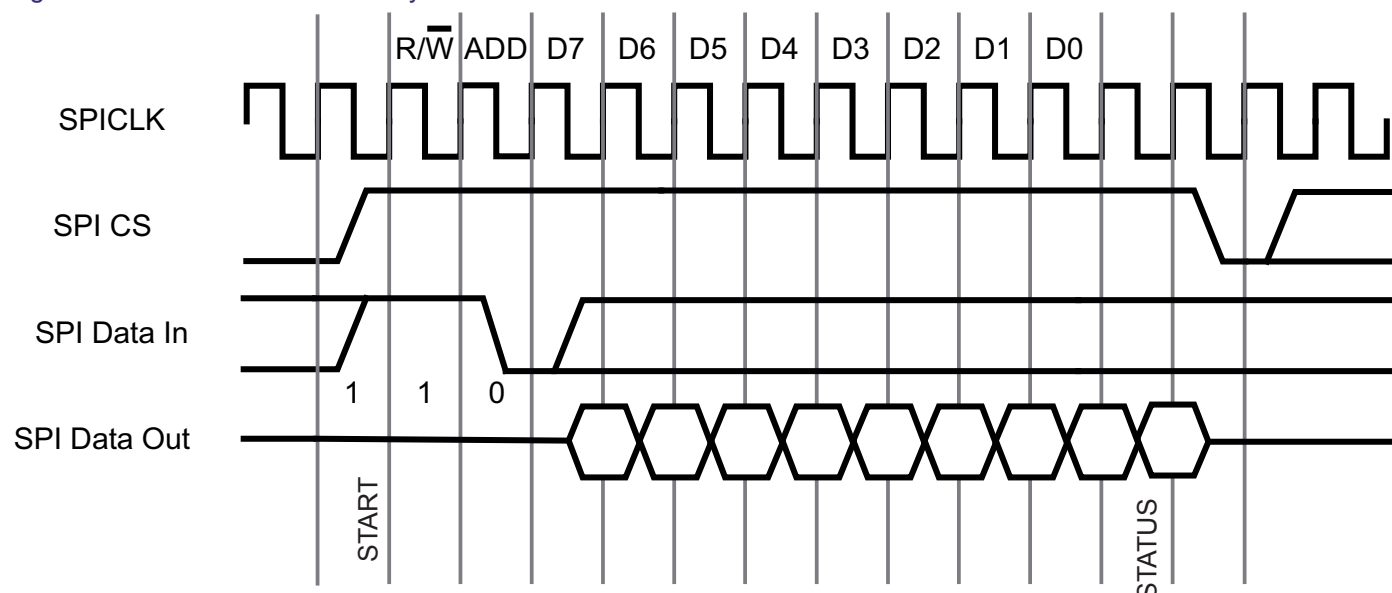 R/W ADD D7 D6 D5 D4 D3 D2 D1 D0
SPICLK
SPI CS
SPI Data In
1 1 0
SPI Data Out
START
STATUS